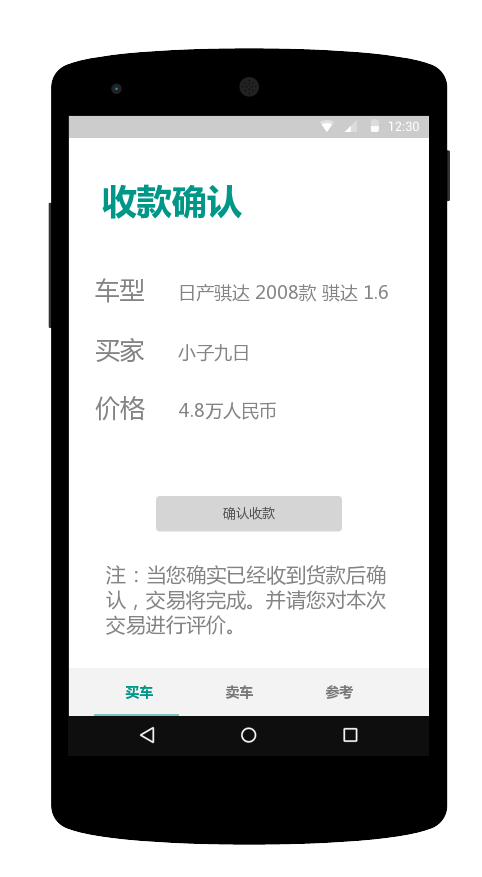 12:30
收款确认
车型 日产骐达 2008款 骐达 1.6
买家 小子九日
价格 4.8万人民币
确认收款
注：当您确实已经收到货款后确
认，交易将完成。并请您对本次
交易进行评价。
买车 卖车 参考